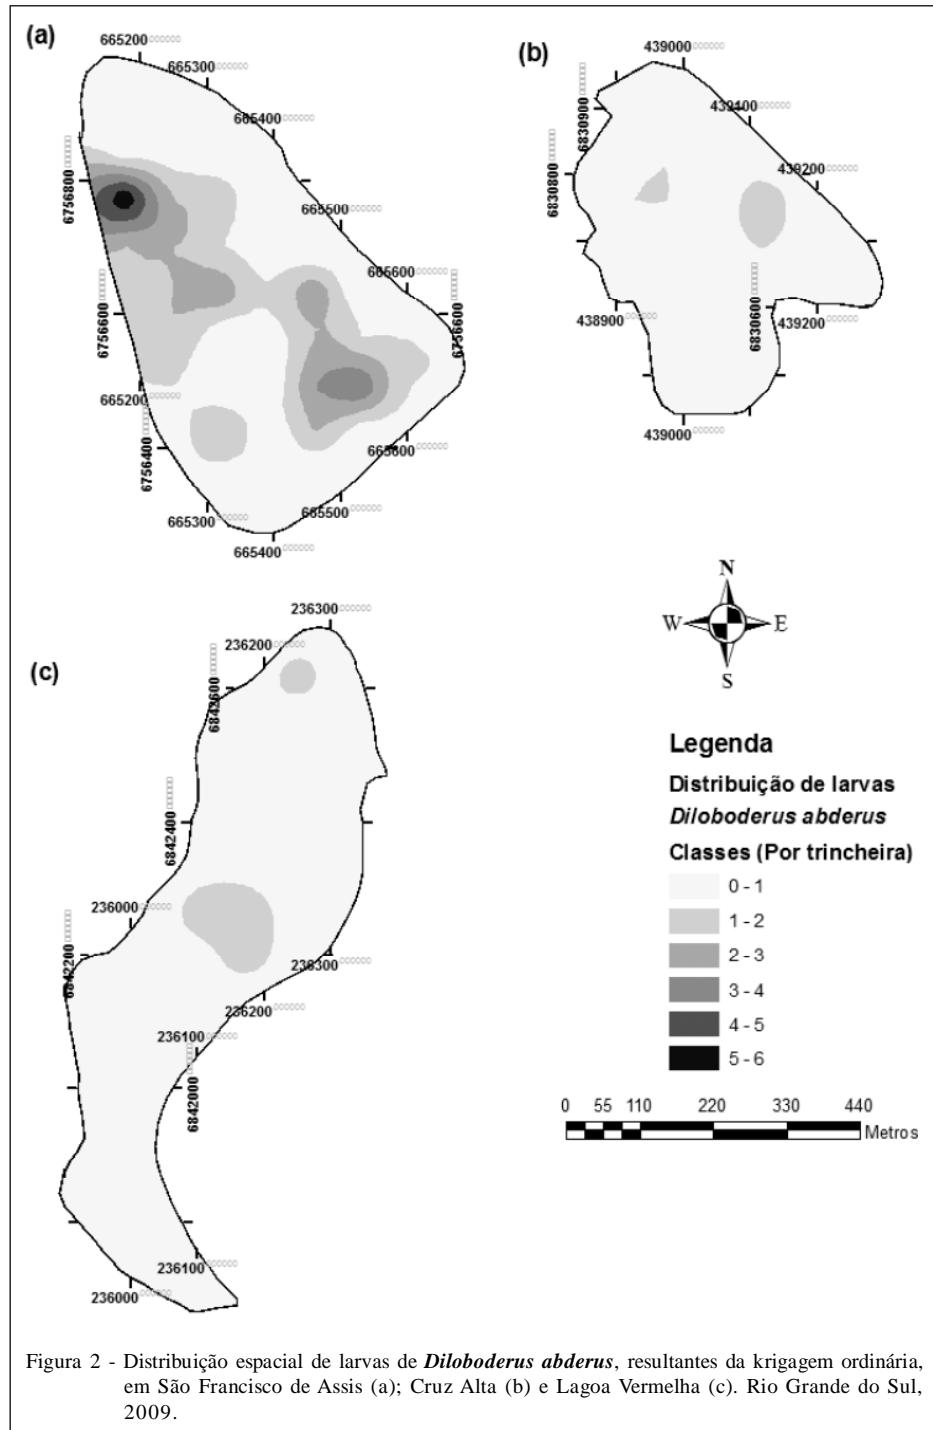 (a)
665200
665300
665400
665500
665600
6756800
6756600
6756600
665200
6756400
665300
665400
665500
665600
(b)
439000
439100
439200
6830900
6830800
438900
6830600
439200
439000
(c)
236300
236200
6842600
6842400
236000
6842200
236300
236200
236100
6842000
236100
236000
N
W E
S
Legenda
Distribuição de larvas
Diloboderus abderus
Classes (Por trincheira)
0 - 1
1 - 2
2 - 3
3 - 4
4 - 5
5 - 6
0 55 110 220 330 440
Metros
Figura 2 - Distribuição espacial de larvas de Diloboderus abderus, resultantes da krigagem ordinária,
em São Francisco de Assis (a); Cruz Alta (b) e Lagoa Vermelha (c). Rio Grande do Sul,
2009.